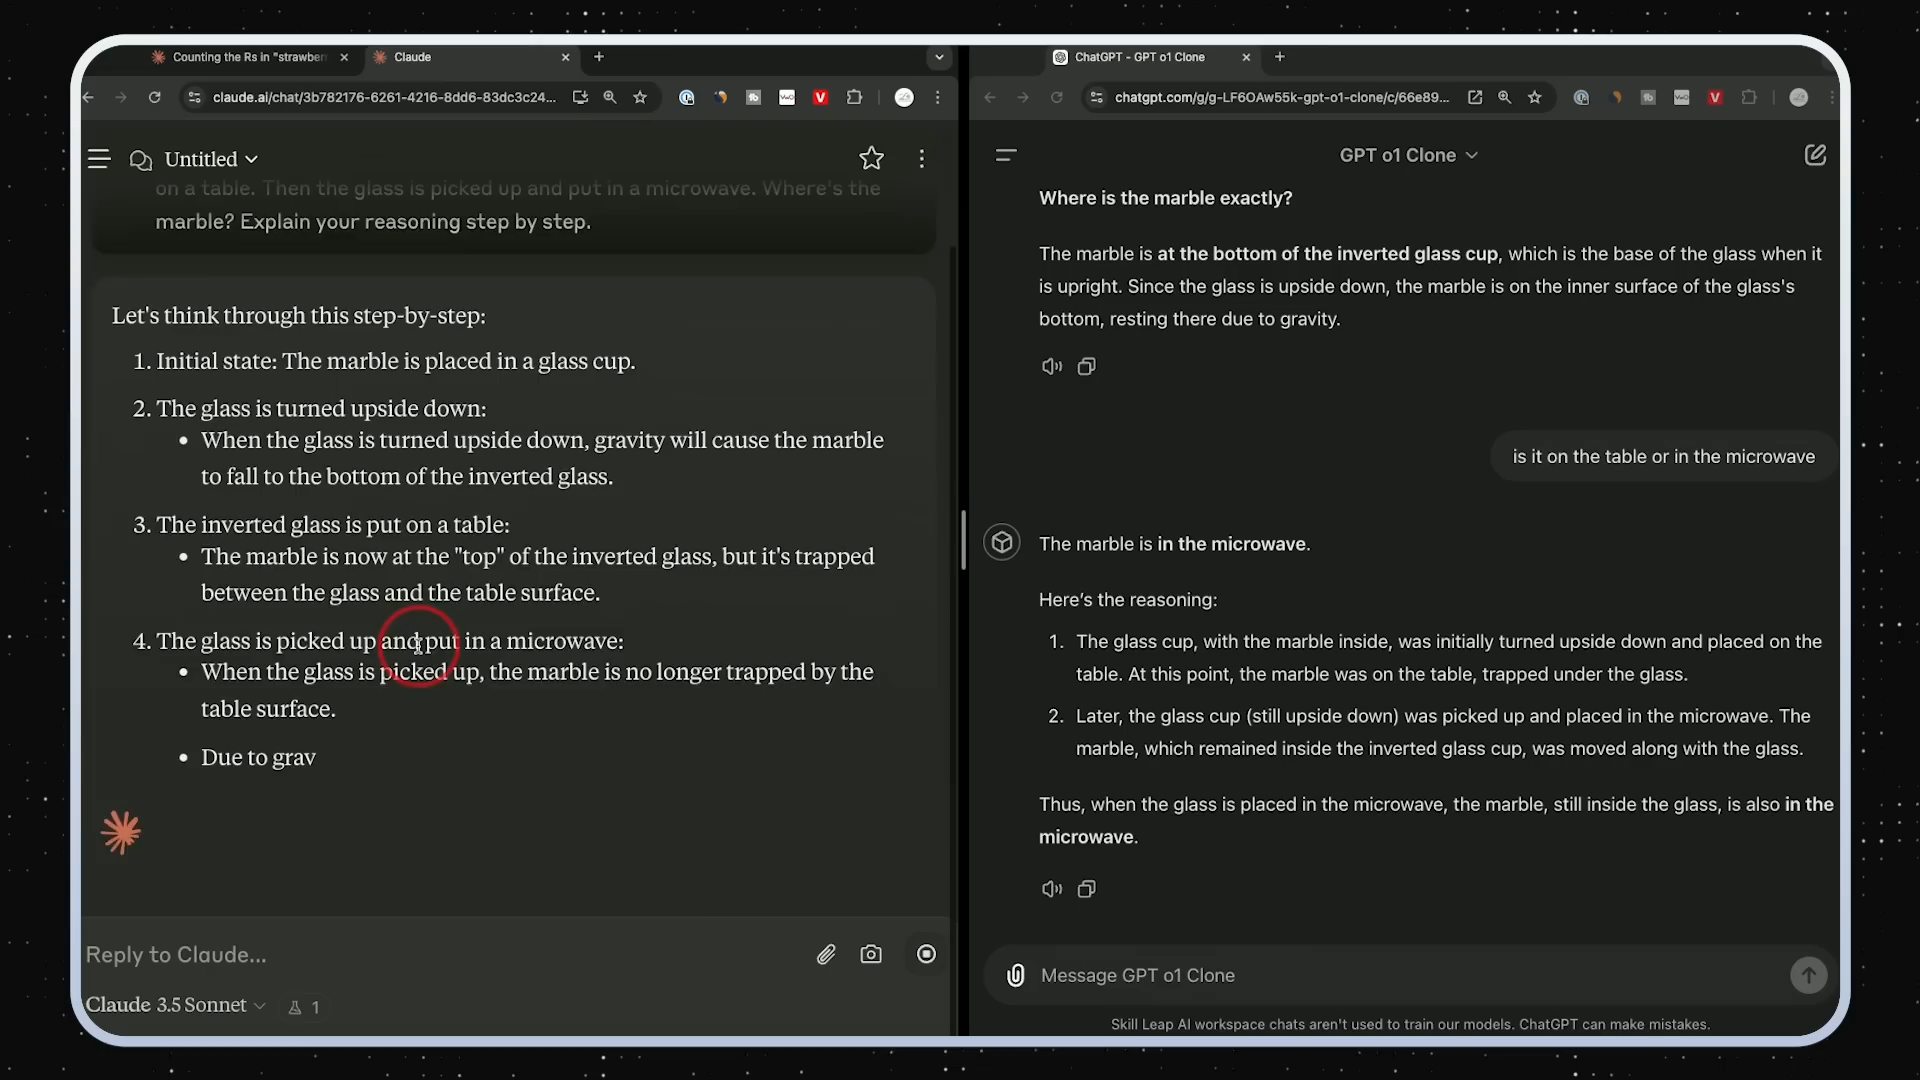 Counting the Rs in "strawberr
Claude
claude.ai/chat/3b782176-6261-4216-8dd6-83dc3c24...
Untitled
on a table. Then the glass is picked up and put in a microwave. Where's the
marble? Explain your reasoning step by step.
Let's think through this step-by-step:
1. Initial state: The marble is placed in a glass cup.
2. The glass is turned upside down:
• When the glass is turned upside down, gravity will cause the marble
to fall to the bottom of the inverted glass.
3. The inverted glass is put on a table:
• The marble is now at the "top" of the inverted glass, but it's trapped
between the glass and the table surface.
4. The glass is picked up and put in a microwave:
• When the glass is picked up, the marble is no longer trapped by the
table surface.
• Due to grav
Reply to Claude...
Claude 3.5 Sonnet
1
ChatGPT - GPT o1 Clone
chatgpt.com/g/g-LF6OAw55k-gpt-o1-clone/c/66e89...
GPT o1 Clone
Where is the marble exactly?
The marble is at the bottom of the inverted glass cup, which is the base of the glass when it
is upright. Since the glass is upside down, the marble is on the inner surface of the glass's
bottom, resting there due to gravity.
is it on the table or in the microwave
The marble is in the microwave.
Here's the reasoning:
1. The glass cup, with the marble inside, was initially turned upside down and placed on the
table. At this point, the marble was on the table, trapped under the glass.
2. Later, the glass cup (still upside down) was picked up and placed in the microwave. The
marble, which remained inside the inverted glass cup, was moved along with the glass.
Thus, when the glass is placed in the microwave, the marble, still inside the glass, is also in the
microwave.
Message GPT o1 Clone
Skill Leap AI workspace chats aren't used to train our models. ChatGPT can make mistakes.